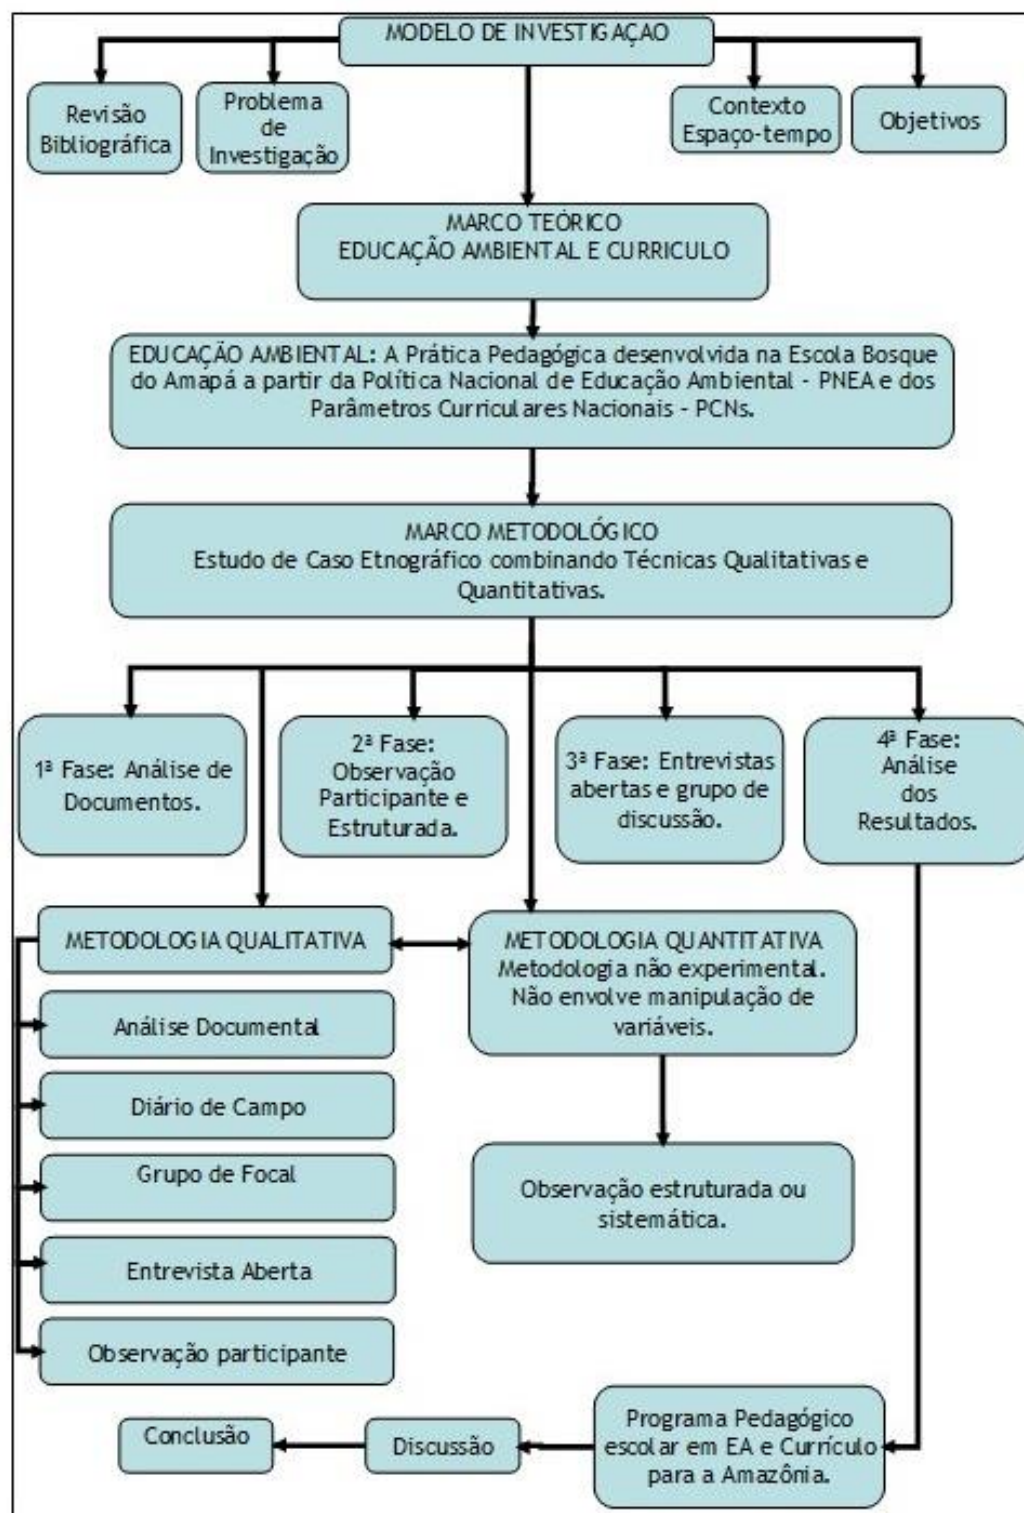 MODELO DE INVESTIGAÇAO
Revisão
Bibliográfica
Problema
de
Investigação
Contexto
Espaço-tempo
Objetivos
MARCO TEÓRICO
EDUCAÇÃO AMBIENTAL E CURRICULO
EDUCAÇÃO AMBIENTAL: A Prática Pedagógica desenvolvida na Escola Bosque
do Amapá a partir da Política Nacional de Educação Ambiental - PNEA e dos
Parâmetros Curriculares Nacionais - PCNs.
MARCO METODOLÓGICO
Estudo de Caso Etnográfico combinando Técnicas Qualitativas e
Quantitativas.
1ª Fase: Análise de
Documentos.
2ª Fase:
Observação
Participante e
Estruturada.
3ª Fase: Entrevistas
abertas e grupo de
discussão.
4ª Fase:
Análise
dos
Resultados.
METODOLOGIA QUALITATIVA
METODOLOGIA QUANTITATIVA
Metodologia não experimental.
Não envolve manipulação de
variáveis.
Análise Documental
Diário de Campo
Grupo de Focal
Entrevista Aberta
Observação participante
Observação estruturada ou
sistemática.
Programa Pedagógico
escolar em EA e Currículo
para a Amazônia.
Discussão
Conclusão